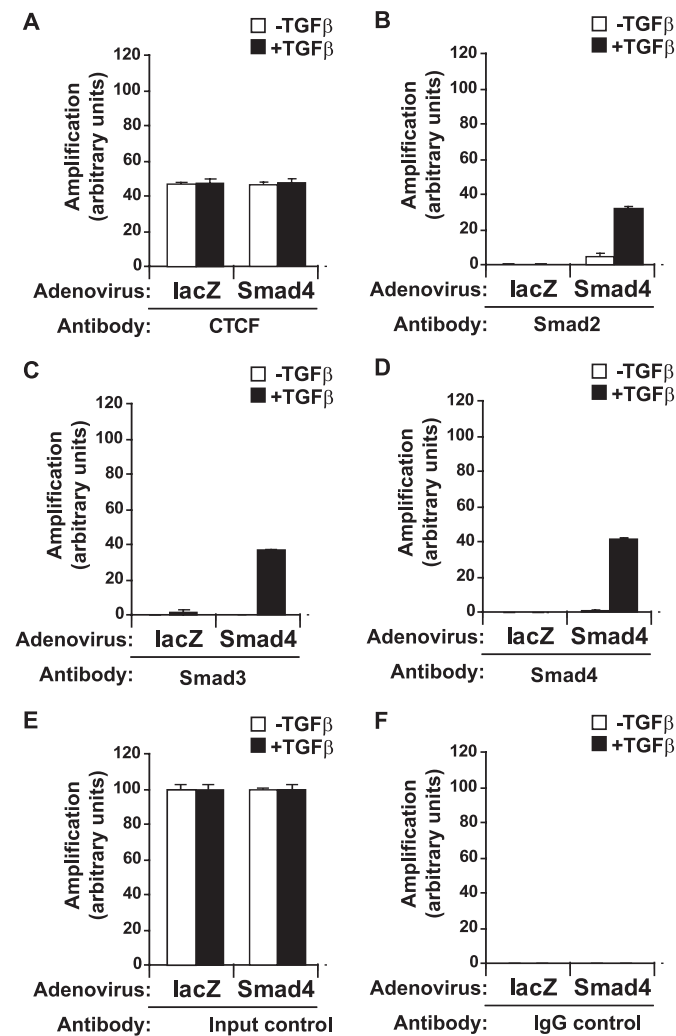 A
-TGFβ
+TGFβ
Amplification
(arbitrary units)
120
100
80
60
40
20
0
Adenovirus: lacZ Smad4
Antibody: CTCF
B
-TGFβ
+TGFβ
Amplification
(arbitrary units)
120
100
80
60
40
20
0
Adenovirus: lacZ Smad4
Antibody: Smad2
C
-TGFβ
+TGFβ
Amplification
(arbitrary units)
120
100
80
60
40
20
0
Adenovirus: lacZ Smad4
Antibody: Smad3
D
-TGFβ
+TGFβ
Amplification
(arbitrary units)
120
100
80
60
40
20
0
Adenovirus: lacZ Smad4
Antibody: Smad4
E
-TGFβ
+TGFβ
Amplification
(arbitrary units)
120
100
80
60
40
20
0
Adenovirus: lacZ Smad4
Antibody: Input control
F
-TGFβ
+TGFβ
Amplification
(arbitrary units)
120
100
80
60
40
20
0
Adenovirus: lacZ Smad4
Antibody: IgG control